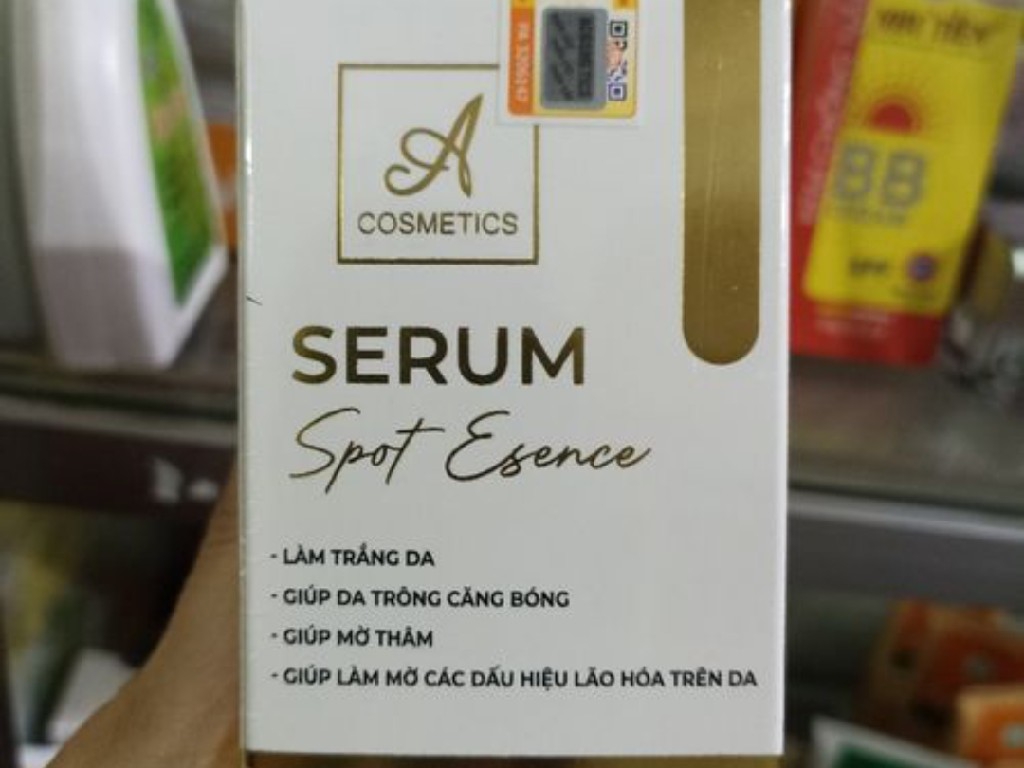 A
COSMETICS
SERUM
Spot Esence
- LÀM TRẮNG DA
- GIÚP DA TRÔNG CĂNG BÓNG
- GIÚP MỜ THÂM
- GIÚP LÀM MỜ CÁC DẤU HIỆU LÃO HÓA TRÊN DA
BB